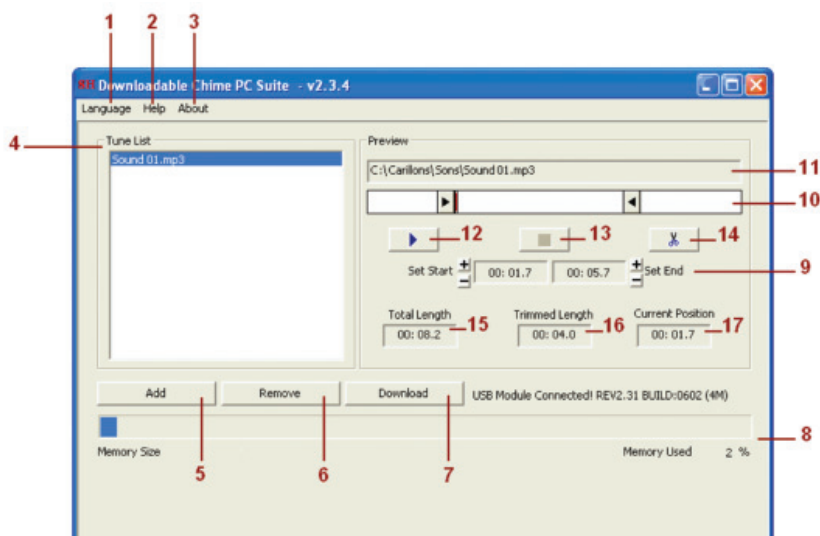 1 2 3
Downloadable Chime PC Suite - v2.3.4
Language Help About
4 Tune List
Sound 01.mp3
Preview
C:\Carillons\Sons\Sound 01.mp3 11
10
12 13 14
Set Start + - 00: 01.7 00: 05.7 + - Set End 9
Total Length 15 Trimmed Length 16 Current Position 17
00: 08.2 00: 04.0 00: 01.7
Add Remove Download USB Module Connected! REV2.31 BUILD:0602 (4M)
8
Memory Size Memory Used 2 %
5 6 7